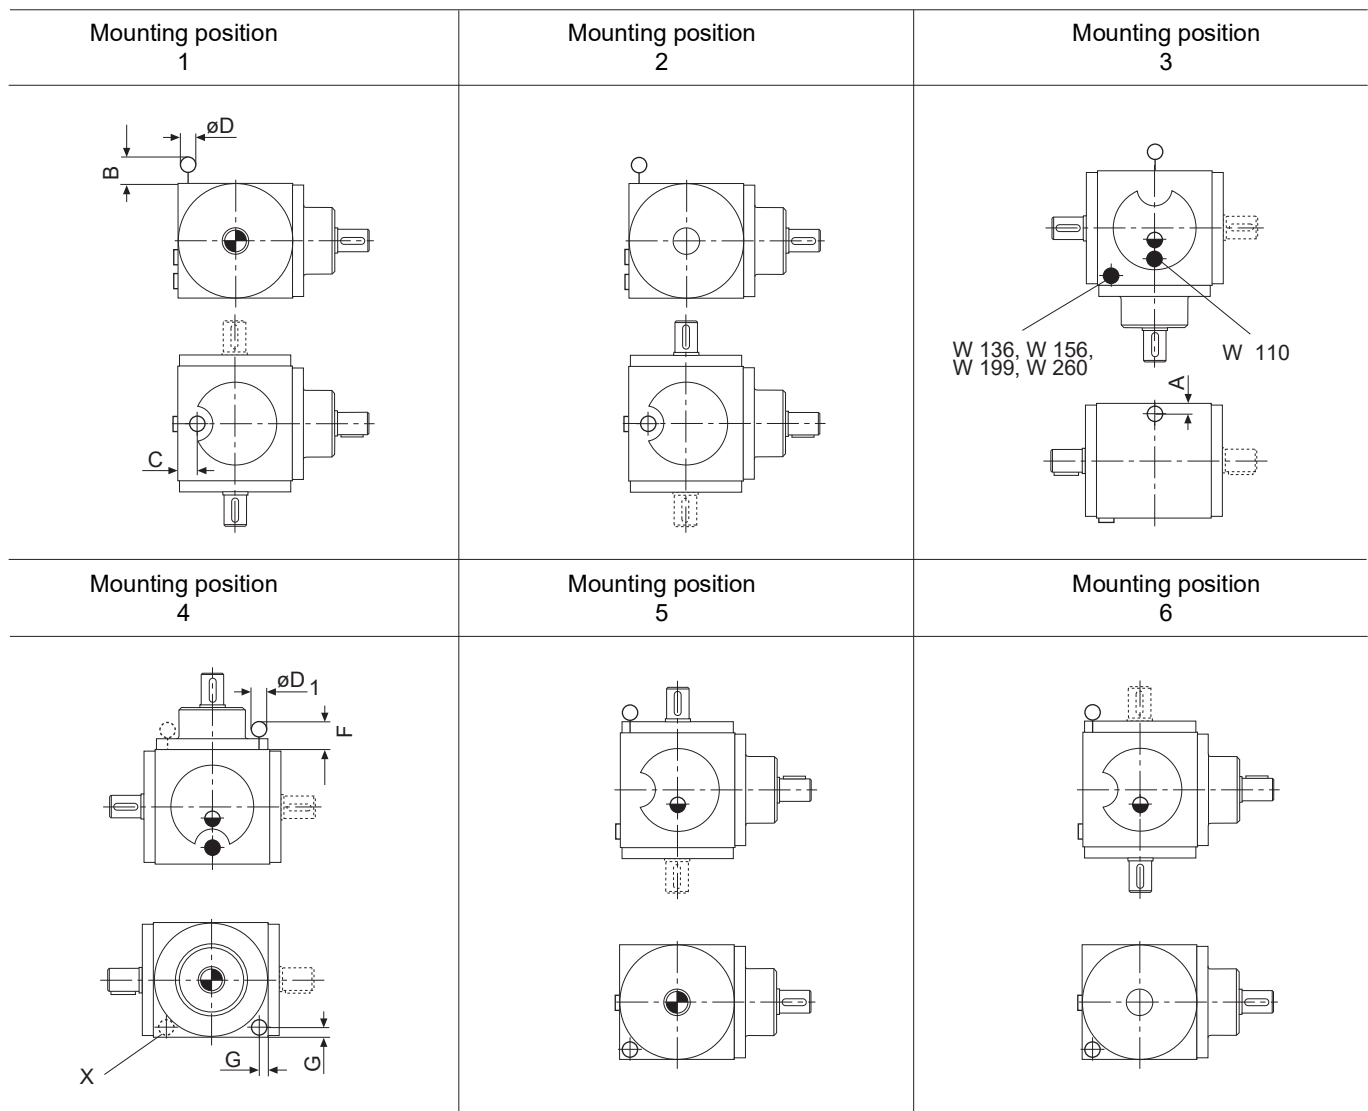 Mounting position
1
Mounting position
2
Mounting position
3
øD
B
C
W 136, W 156,
W 199, W 260
W 110
A
Mounting position
4
Mounting position
5
Mounting position
6
øD 1
F
G
G
X